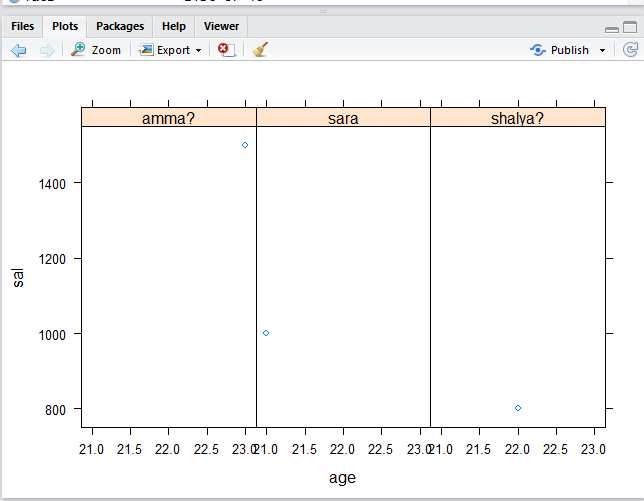 Files Plots Packages Help Viewer
Zoom Export Publish
amma? sara shalya?
1400
1200
1000
800
sal
21.0 21.5 22.0 22.5 23.0 21.0 21.5 22.0 22.5 23.0 21.0 21.5 22.0 22.5 23.0
age